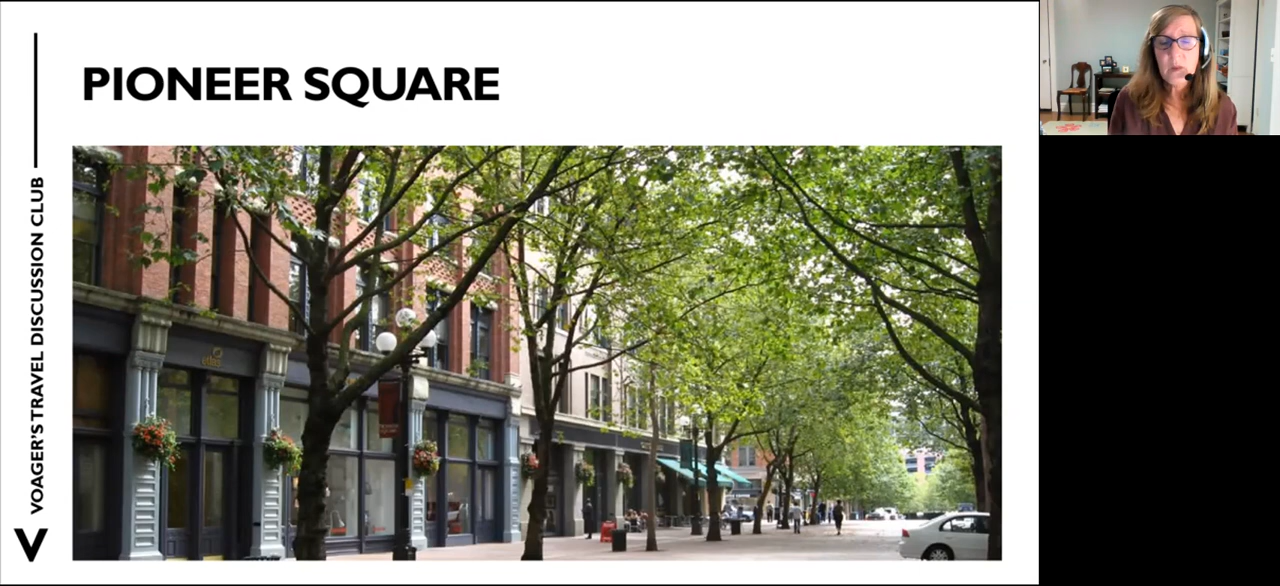 PIONEER SQUARE
VOAGER'S TRAVEL DISCUSSION CLUB
V